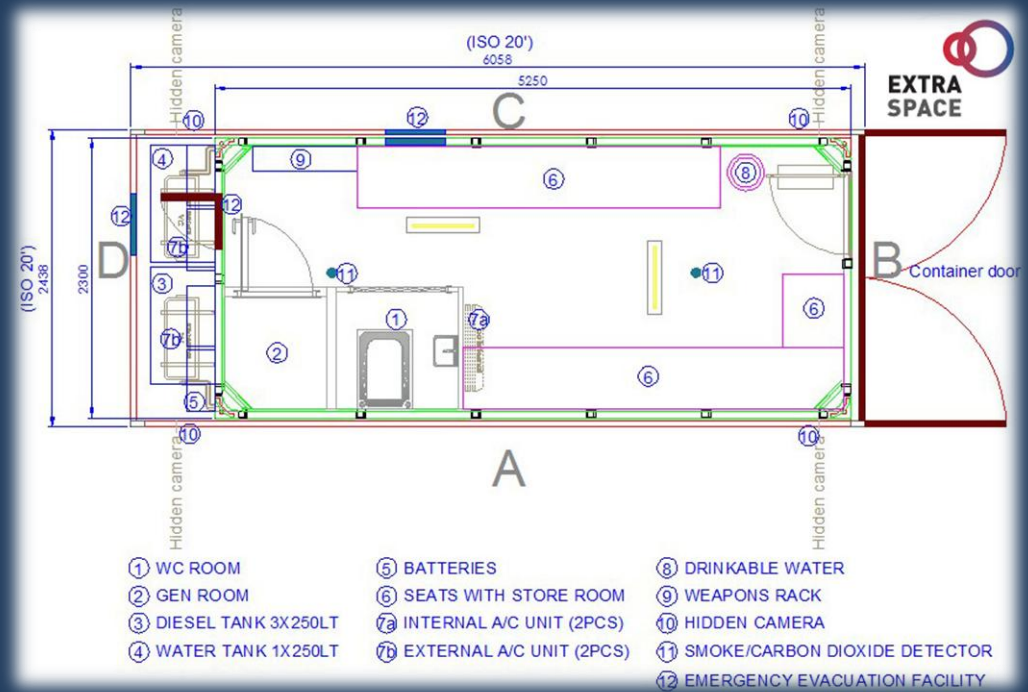 Hidden camera
Hidden camera
(ISO 20')
6058
5250
EXTRA
SPACE
C
10
12
10
4
9
6
8
12
12
7b
D
11
11
B
Container door
(ISO 20')
2438
2300
3
1
7a
6
7b
2
6
5
10
10
A
Hidden camera
Hidden camera
1 WC ROOM
2 GEN ROOM
3 DIESEL TANK 3X250LT
4 WATER TANK 1X250LT
5 BATTERIES
6 SEATS WITH STORE ROOM
7a INTERNAL A/C UNIT (2PCS)
7b EXTERNAL A/C UNIT (2PCS)
8 DRINKABLE WATER
9 WEAPONS RACK
10 HIDDEN CAMERA
11 SMOKE/CARBON DIOXIDE DETECTOR
12 EMERGENCY EVACUATION FACILITY